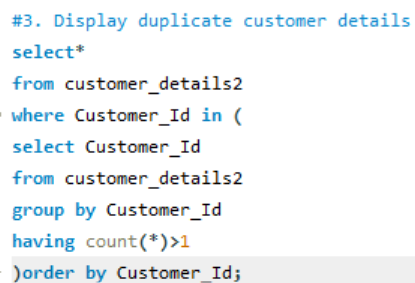 #3. Display duplicate customer details
select*
from customer_details2
where Customer_Id in (
select Customer_Id
from customer_details2
group by Customer_Id
having count(*)>1
)order by Customer_Id;